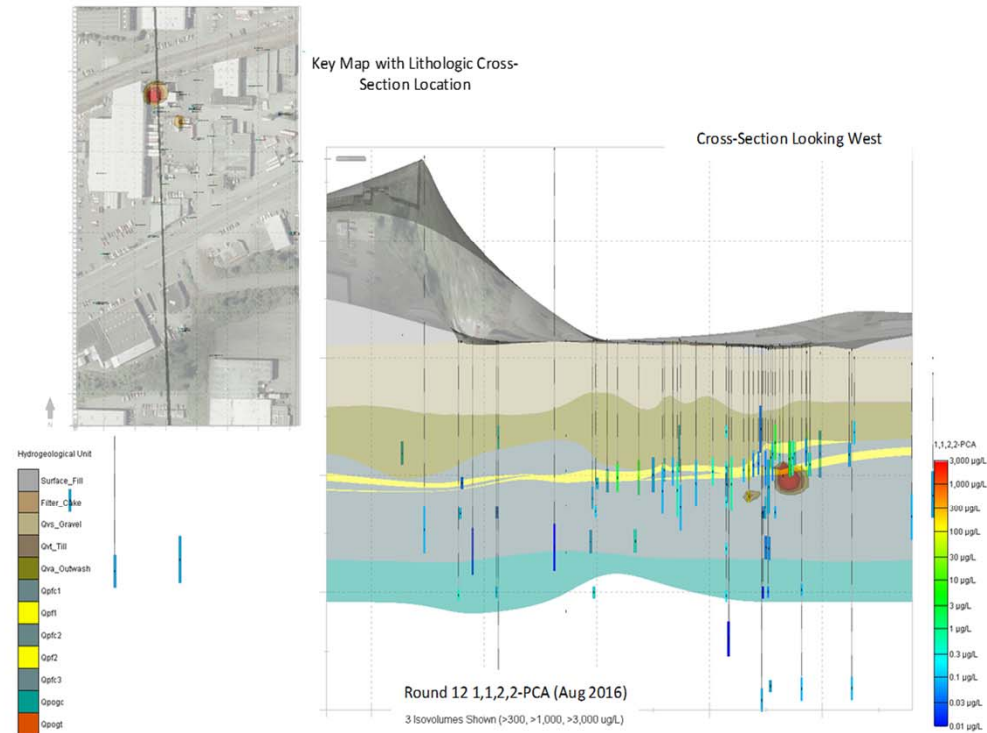 Key Map with Lithologic Cross-
Section Location
Cross-Section Looking West
N
Hydrogeological Unit
Surface_Fill
Filter_Cake
Qvs_Gravel
Qvt_Till
Qva_Outwash
Qpfc1
Qpf1
Qpfc2
Qpf2
Qpfc3
Qpogc
Qpogt
1,1,2,2-PCA
3,000 µg/L
1,000 µg/L
300 µg/L
100 µg/L
30 µg/L
10 µg/L
3 µg/L
1 µg/L
0.3 µg/L
0.1 µg/L
0.03 µg/L
0.01 µg/L
Round 12 1,1,2,2-PCA (Aug 2016)
3 Isovolumes Shown (>300, >1,000, >3,000 ug/L)